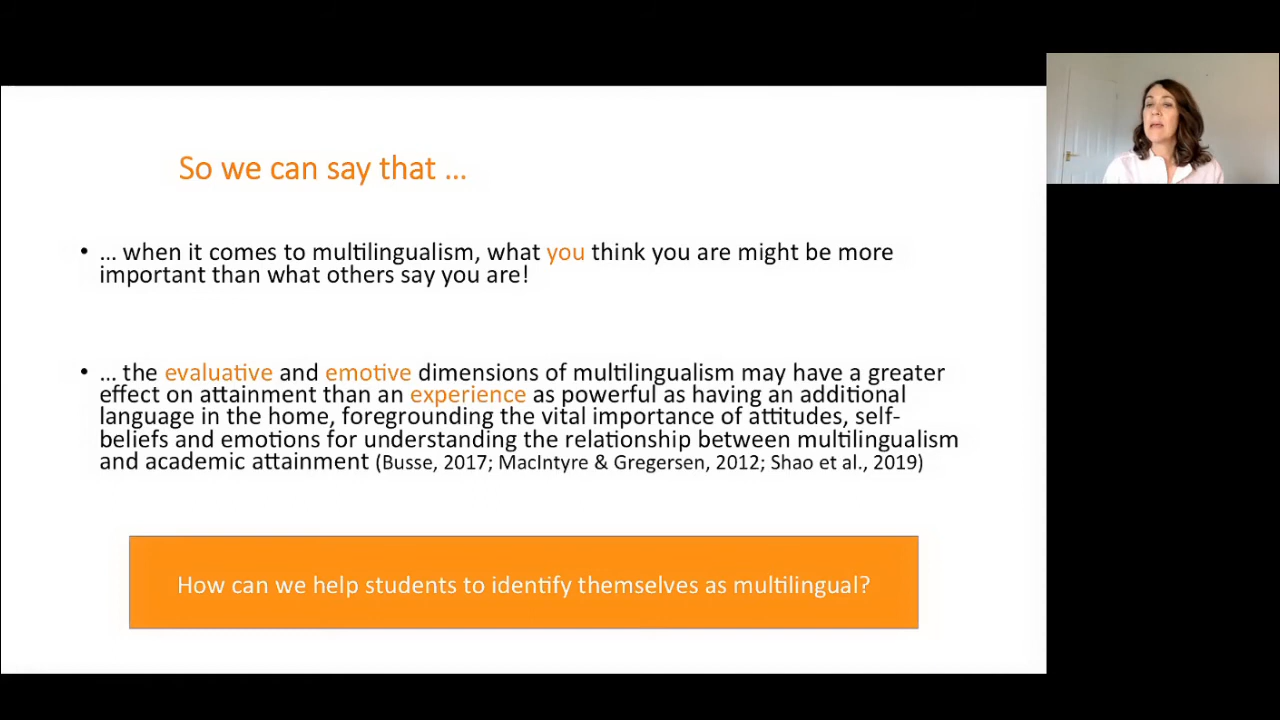 So we can say that …
• … when it comes to multilingualism, what you think you are might be more
important than what others say you are!
• … the evaluative and emotive dimensions of multilingualism may have a greater
effect on attainment than an experience as powerful as having an additional
language in the home, foregrounding the vital importance of attitudes, self-
beliefs and emotions for understanding the relationship between multilingualism
and academic attainment (Busse, 2017; MacIntyre & Gregersen, 2012; Shao et al., 2019)
How can we help students to identify themselves as multilingual?